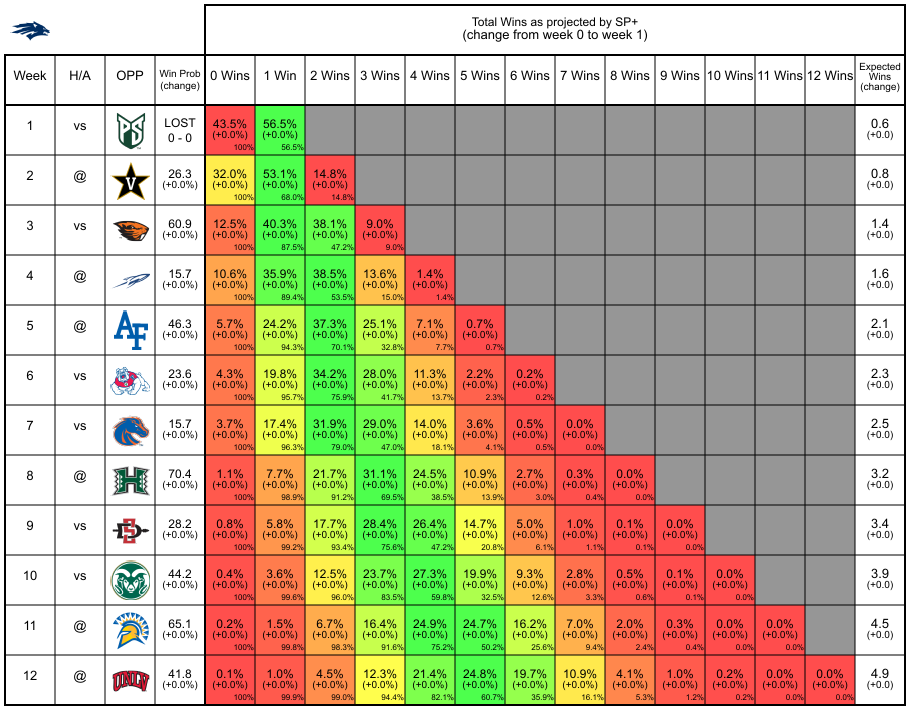 Total Wins as projected by SP+
(change from week 0 to week 1)
Week H/A OPP Win Prob (change) 0 Wins 1 Win 2 Wins 3 Wins 4 Wins 5 Wins 6 Wins 7 Wins 8 Wins 9 Wins 10 Wins 11 Wins 12 Wins Expected Wins (change)
1 vs PS LOST 43.5% 56.5% 0.6
0 - 0 (+0.0%) (+0.0%) (+0.0)
100% 56.5%
2 @ V 26.3 32.0% 53.1% 14.8% 0.8
(+0.0%) (+0.0%) (+0.0%) (+0.0%) (+0.0)
100% 68.0% 14.8%
3 vs 60.9 12.5% 40.3% 38.1% 9.0% 1.4
(+0.0%) (+0.0%) (+0.0%) (+0.0%) (+0.0%) (+0.0)
100% 87.5% 47.2% 9.0%
4 @ 15.7 10.6% 35.9% 38.5% 13.6% 1.4% 1.6
(+0.0%) (+0.0%) (+0.0%) (+0.0%) (+0.0%) (+0.0%) (+0.0)
100% 89.4% 53.5% 15.0% 1.4%
5 @ AF 46.3 5.7% 24.2% 37.3% 25.1% 7.1% 0.7% 2.1
(+0.0%) (+0.0%) (+0.0%) (+0.0%) (+0.0%) (+0.0%) (+0.0%) (+0.0)
100% 94.3% 70.1% 32.8% 7.7% 0.7%
6 vs 23.6 4.3% 19.8% 34.2% 28.0% 11.3% 2.2% 0.2% 2.3
(+0.0%) (+0.0%) (+0.0%) (+0.0%) (+0.0%) (+0.0%) (+0.0%) (+0.0%) (+0.0)
100% 95.7% 75.9% 41.7% 13.7% 2.3% 0.2%
7 vs 15.7 3.7% 17.4% 31.9% 29.0% 14.0% 3.6% 0.5% 0.0% 2.5
(+0.0%) (+0.0%) (+0.0%) (+0.0%) (+0.0%) (+0.0%) (+0.0%) (+0.0%) (+0.0%) (+0.0)
100% 96.3% 79.0% 47.0% 18.1% 4.1% 0.5% 0.0%
8 @ H 70.4 1.1% 7.7% 21.7% 31.1% 24.5% 10.9% 2.7% 0.3% 0.0% 3.2
(+0.0%) (+0.0%) (+0.0%) (+0.0%) (+0.0%) (+0.0%) (+0.0%) (+0.0%) (+0.0%) (+0.0%) (+0.0)
100% 98.9% 91.2% 69.5% 38.5% 13.9% 3.0% 0.4% 0.0%
9 vs SD 28.2 0.8% 5.8% 17.7% 28.4% 26.4% 14.7% 5.0% 1.0% 0.1% 0.0% 3.4
(+0.0%) (+0.0%) (+0.0%) (+0.0%) (+0.0%) (+0.0%) (+0.0%) (+0.0%) (+0.0%) (+0.0%) (+0.0%) (+0.0)
100% 99.2% 93.4% 75.6% 47.2% 20.8% 6.1% 1.1% 0.1% 0.0%
10 vs 44.2 0.4% 3.6% 12.5% 23.7% 27.3% 19.9% 9.3% 2.8% 0.5% 0.1% 0.0% 3.9
(+0.0%) (+0.0%) (+0.0%) (+0.0%) (+0.0%) (+0.0%) (+0.0%) (+0.0%) (+0.0%) (+0.0%) (+0.0%) (+0.0%) (+0.0)
100% 99.6% 96.0% 83.5% 59.8% 32.5% 12.6% 3.3% 0.6% 0.1% 0.0%
11 @ 65.1 0.2% 1.5% 6.7% 16.4% 24.9% 24.7% 16.2% 7.0% 2.0% 0.3% 0.0% 0.0% 4.5
(+0.0%) (+0.0%) (+0.0%) (+0.0%) (+0.0%) (+0.0%) (+0.0%) (+0.0%) (+0.0%) (+0.0%) (+0.0%) (+0.0%) (+0.0%) (+0.0)
100% 99.8% 98.3% 91.6% 75.2% 50.2% 25.6% 9.4% 2.4% 0.4% 0.0% 0.0%
12 @ UNLV 41.8 0.1% 1.0% 4.5% 12.3% 21.4% 24.8% 19.7% 10.9% 4.1% 1.2% 0.2% 0.0% 0.0% 4.9
(+0.0%) (+0.0%) (+0.0%) (+0.0%) (+0.0%) (+0.0%) (+0.0%) (+0.0%) (+0.0%) (+0.0%) (+0.0%) (+0.0%) (+0.0%) (+0.0%) (+0.0)
100% 99.9% 99.0% 94.4% 82.1% 60.7% 35.9% 16.1% 5.3% 1.2% 0.2% 0.0% 0.0%